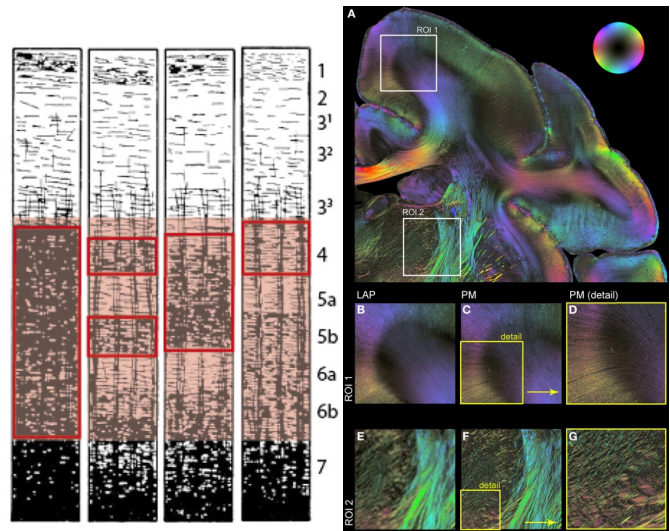 1
2
3¹
3²
3³
4
5a
5b
6a
6b
7
A
ROI 1
ROI 2
LAP
PM
PM (detail)
B
C
detail
D
ROI 1
E
F
detail
G
ROI 2